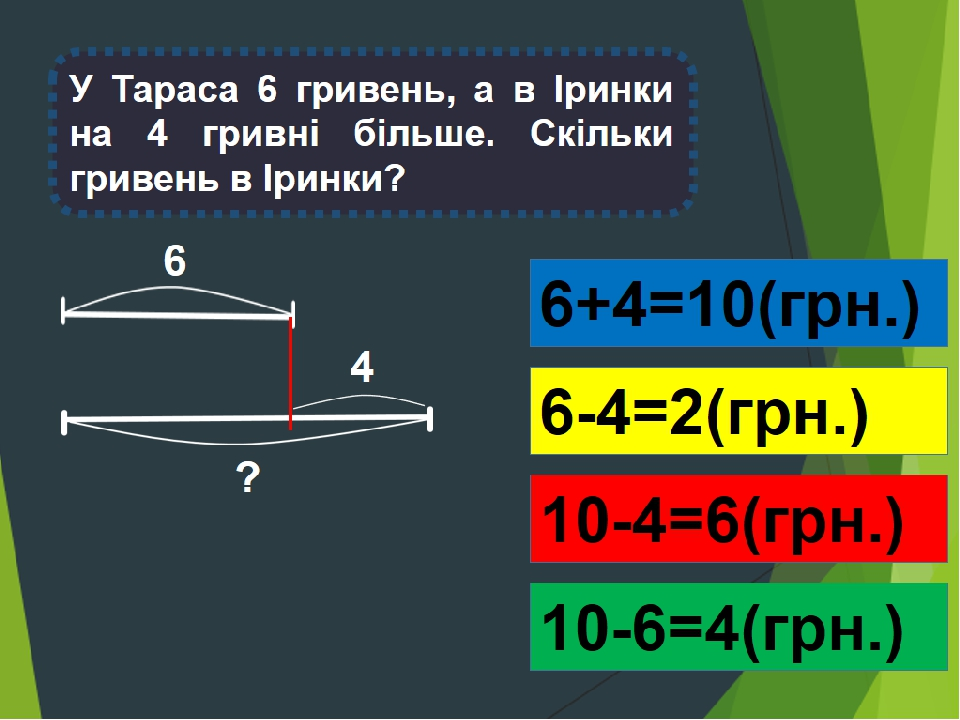 У Тараса 6 гривень, а в Іринки
на 4 гривні більше. Скільки
гривень в Іринки?
6
4
?
6+4=10(грн.)
6-4=2(грн.)
10-4=6(грн.)
10-6=4(грн.)